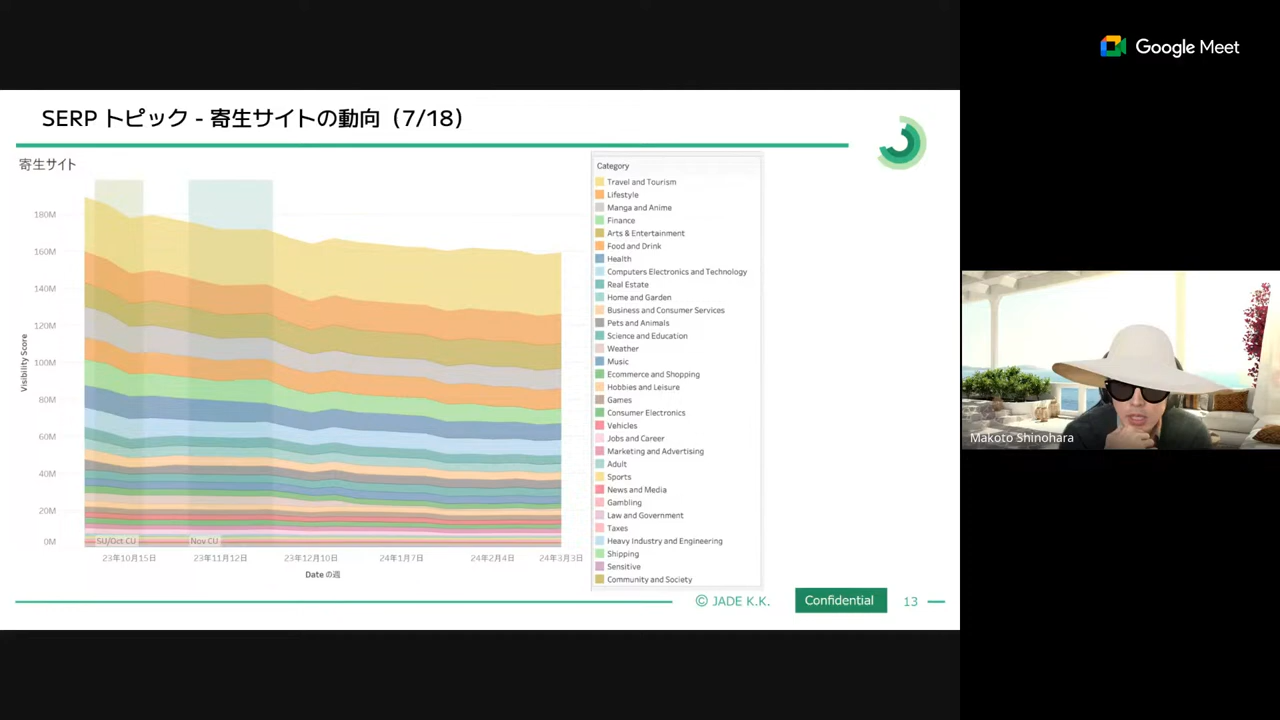 Google Meet
SERP トピック - 寄生サイトの動向（7/18）
寄生サイト
Visibility Score
180M
160M
140M
120M
100M
80M
60M
40M
20M
0M
SU/Oct CU
Nov CU
23年10月15日
23年11月12日
23年12月10日
24年1月7日
24年2月4日
24年3月3日
Date の週
Category
Travel and Tourism
Lifestyle
Manga and Anime
Finance
Arts & Entertainment
Food and Drink
Health
Computers Electronics and Technology
Real Estate
Home and Garden
Business and Consumer Services
Pets and Animals
Science and Education
Weather
Music
Ecommerce and Shopping
Hobbies and Leisure
Games
Consumer Electronics
Vehicles
Jobs and Career
Marketing and Advertising
Adult
Sports
News and Media
Gambling
Law and Government
Taxes
Heavy Industry and Engineering
Shipping
Sensitive
Community and Society
© JADE K.K.
Confidential
13
Makoto Shinohara